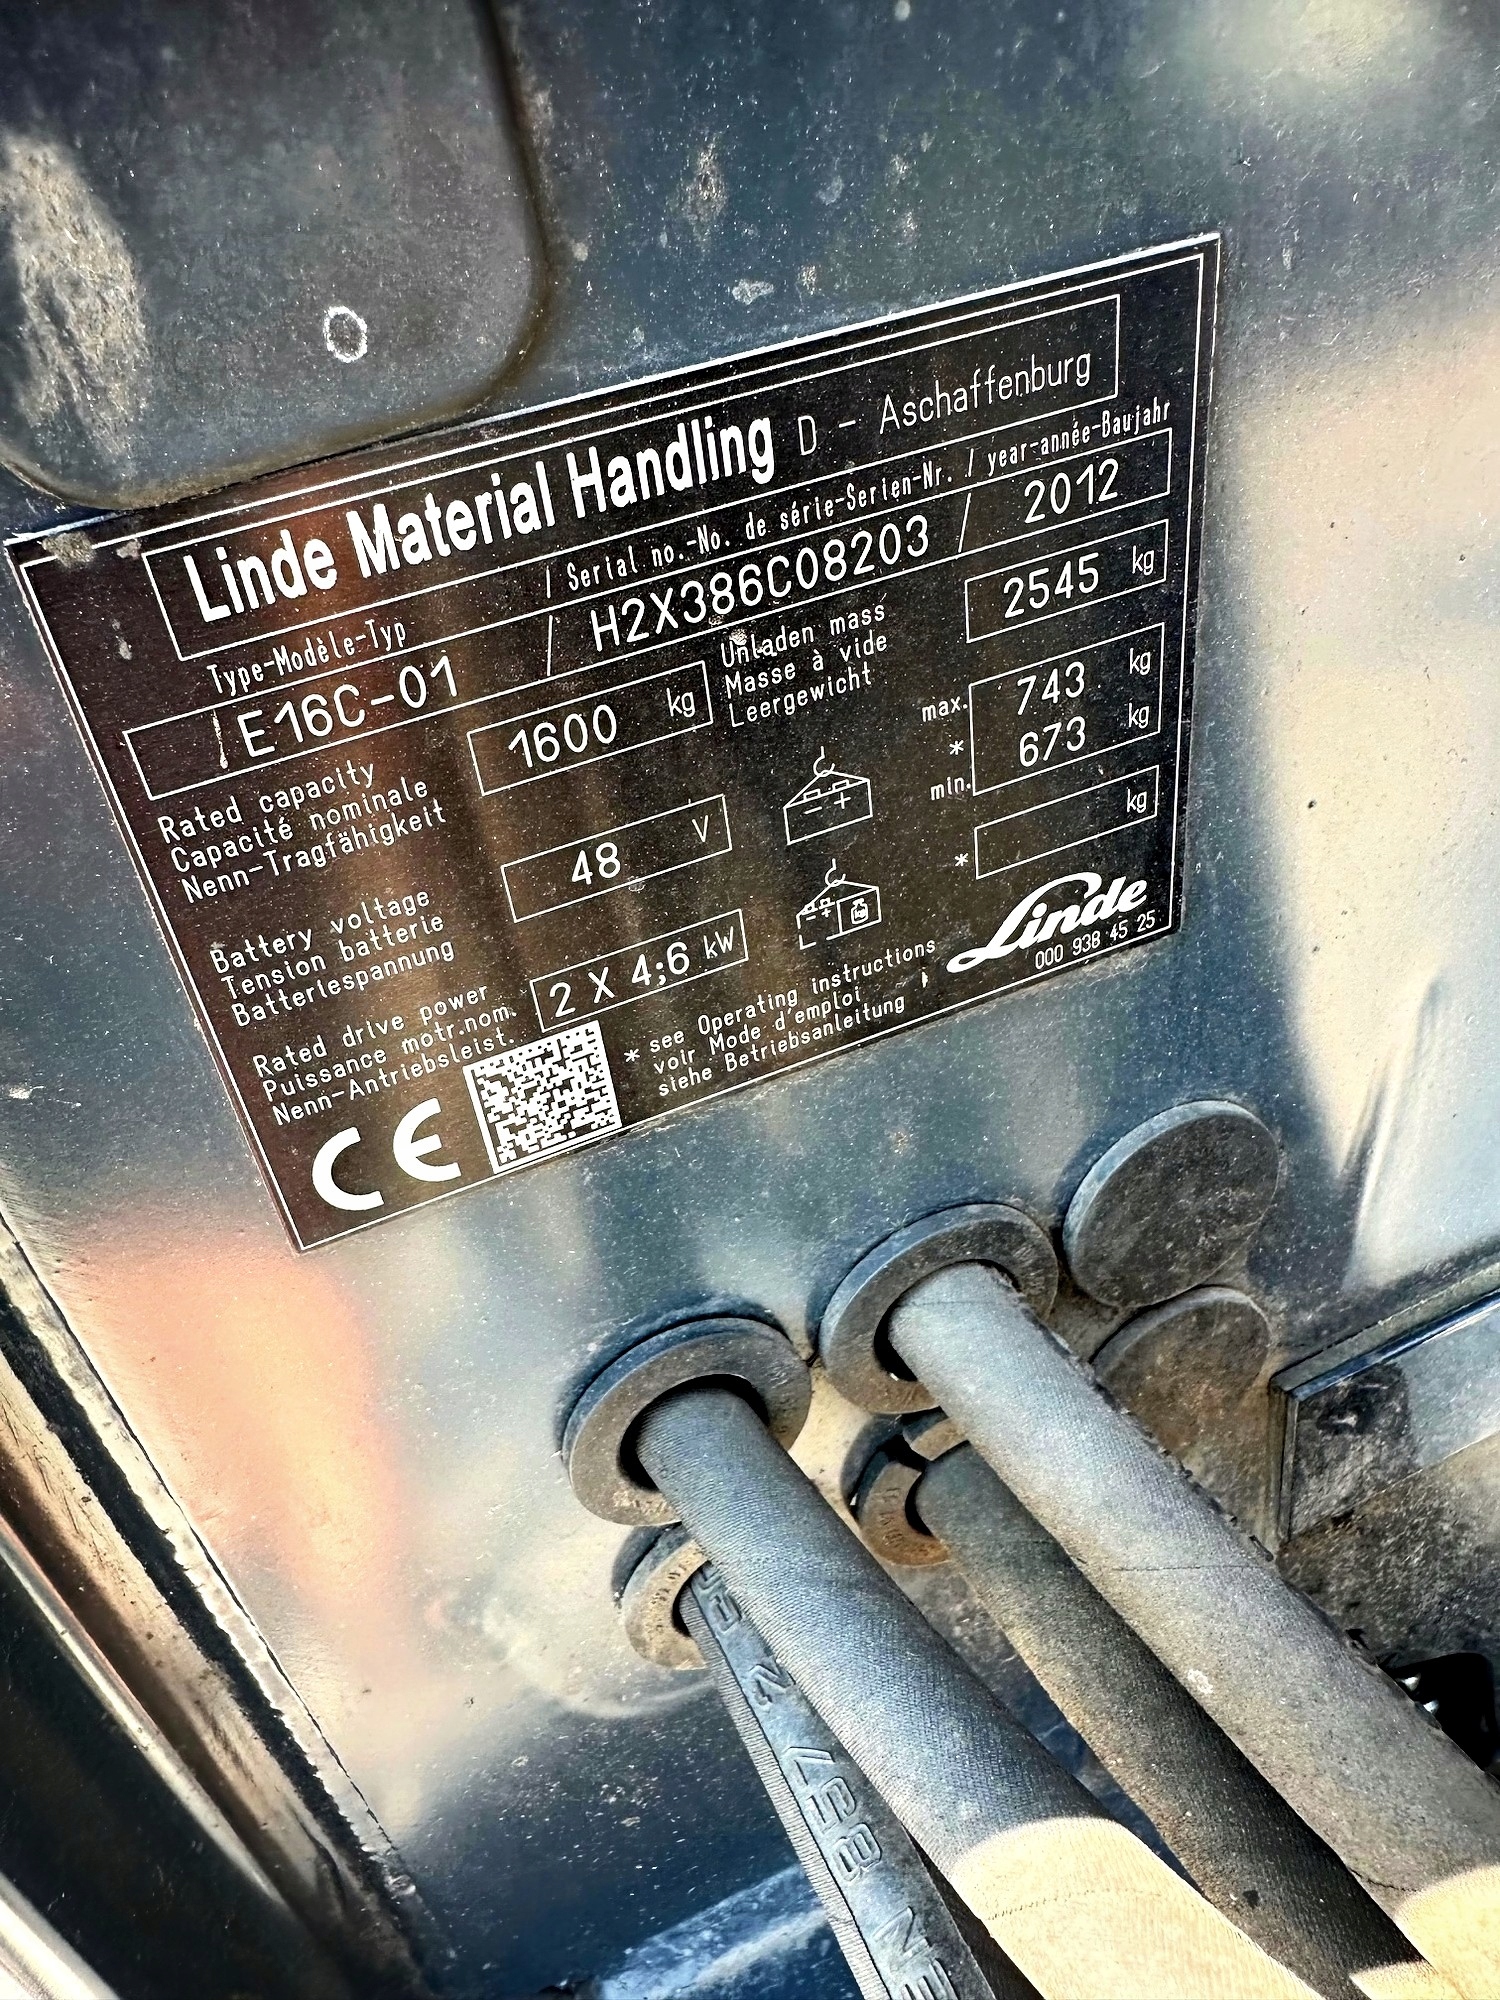 Linde Material Handling D - Aschaffenburg
Type-Modèle-Typ / Serial no.-No. de série-Serien-Nr. / year-année-Baujahr
/ E16C-01 / H2X386C08203 / 2012
Rated capacity
Capacité nominale
Nenn-Tragfähigkeit
1600 kg
Unladen mass
Masse à vide
Leergewicht
2545 kg
Battery voltage
Tension batterie
Batteriespannung
48 V
- +
max. 743 kg
*
min. 673 kg
Rated drive power
Puissance motr.nom.
Nenn-Antriebsleist.
2 X 4;6 kW
- + kg
* kg
* see Operating instructions
voir Mode d'emploi
siehe Betriebsanleitung
Linde
000 938 45 25
CE
2 857